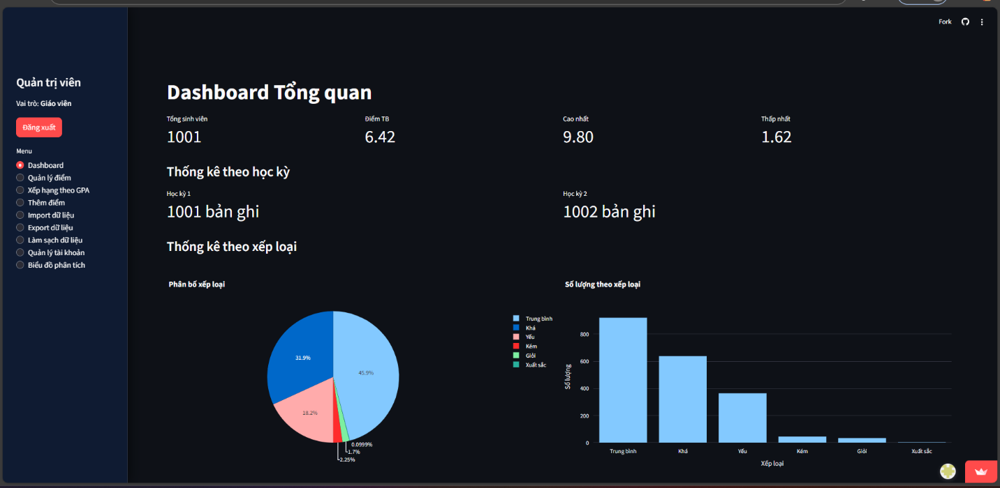 Fork
Quản trị viên
Vai trò: Giáo viên
Đăng xuất
Menu
Dashboard
Quản lý điểm
Xếp hạng theo GPA
Thêm điểm
Import dữ liệu
Export dữ liệu
Làm sạch dữ liệu
Quản lý tài khoản
Biểu đồ phân tích
Dashboard Tổng quan
Tổng sinh viên
1001
Điểm TB
6.42
Cao nhất
9.80
Thấp nhất
1.62
Thống kê theo học kỳ
Học kỳ 1
1001 bản ghi
Học kỳ 2
1002 bản ghi
Thống kê theo xếp loại
Phân bố xếp loại
31.9%
45.9%
18.2%
0.0999%
1.7%
2.25%
Trung bình
Khá
Yếu
Kém
Giỏi
Xuất sắc
Số lượng theo xếp loại
Số lượng
800
600
400
200
0
Trung bình
Khá
Yếu
Kém
Giỏi
Xuất sắc
Xếp loại